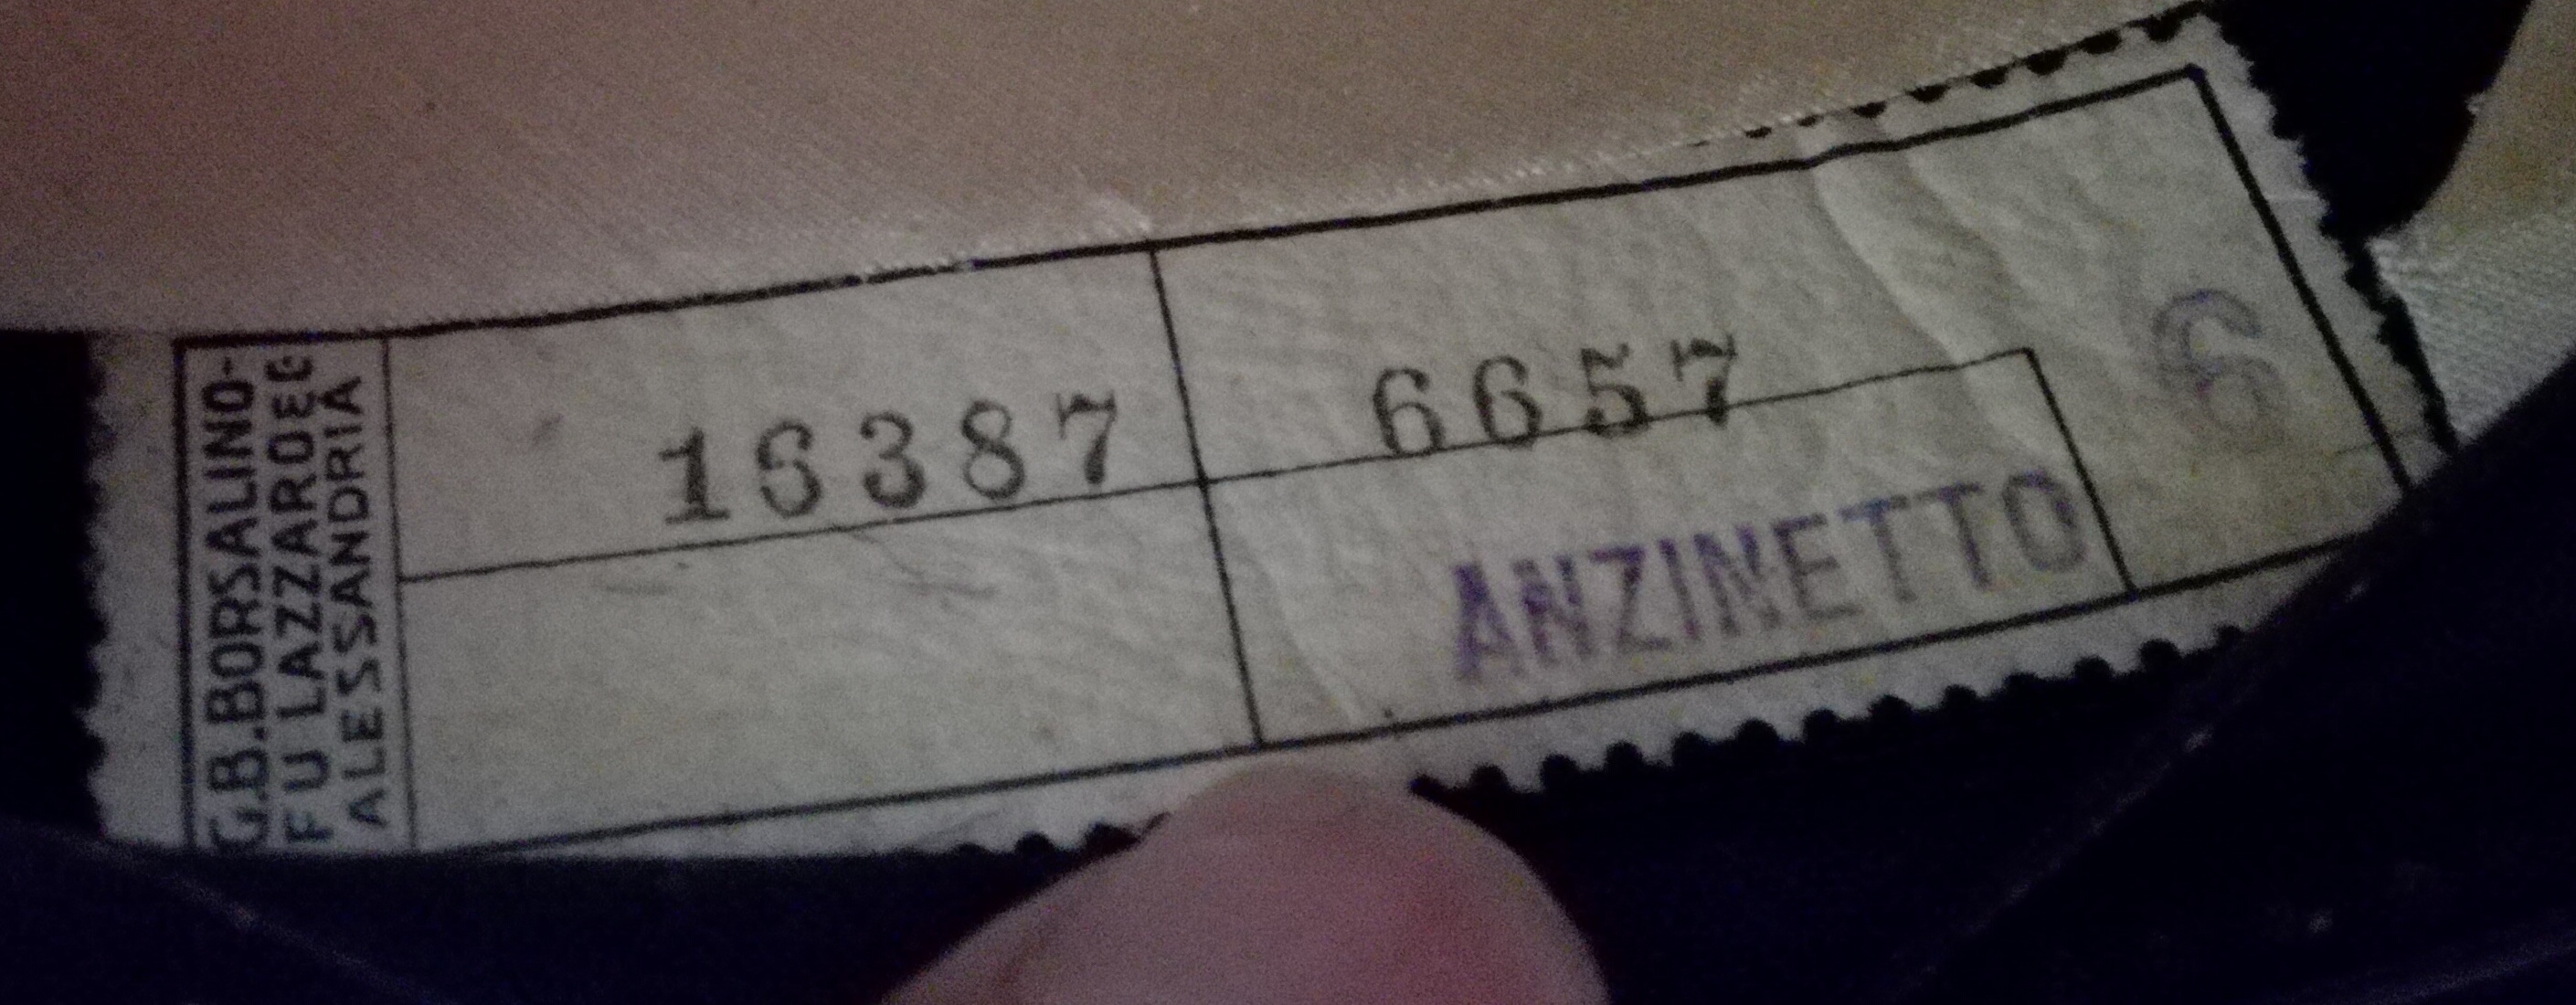 G.B.BORSALINO-
FU LAZZARO E C
ALESSANDRIA
16387
6657
ANZINETTO
6